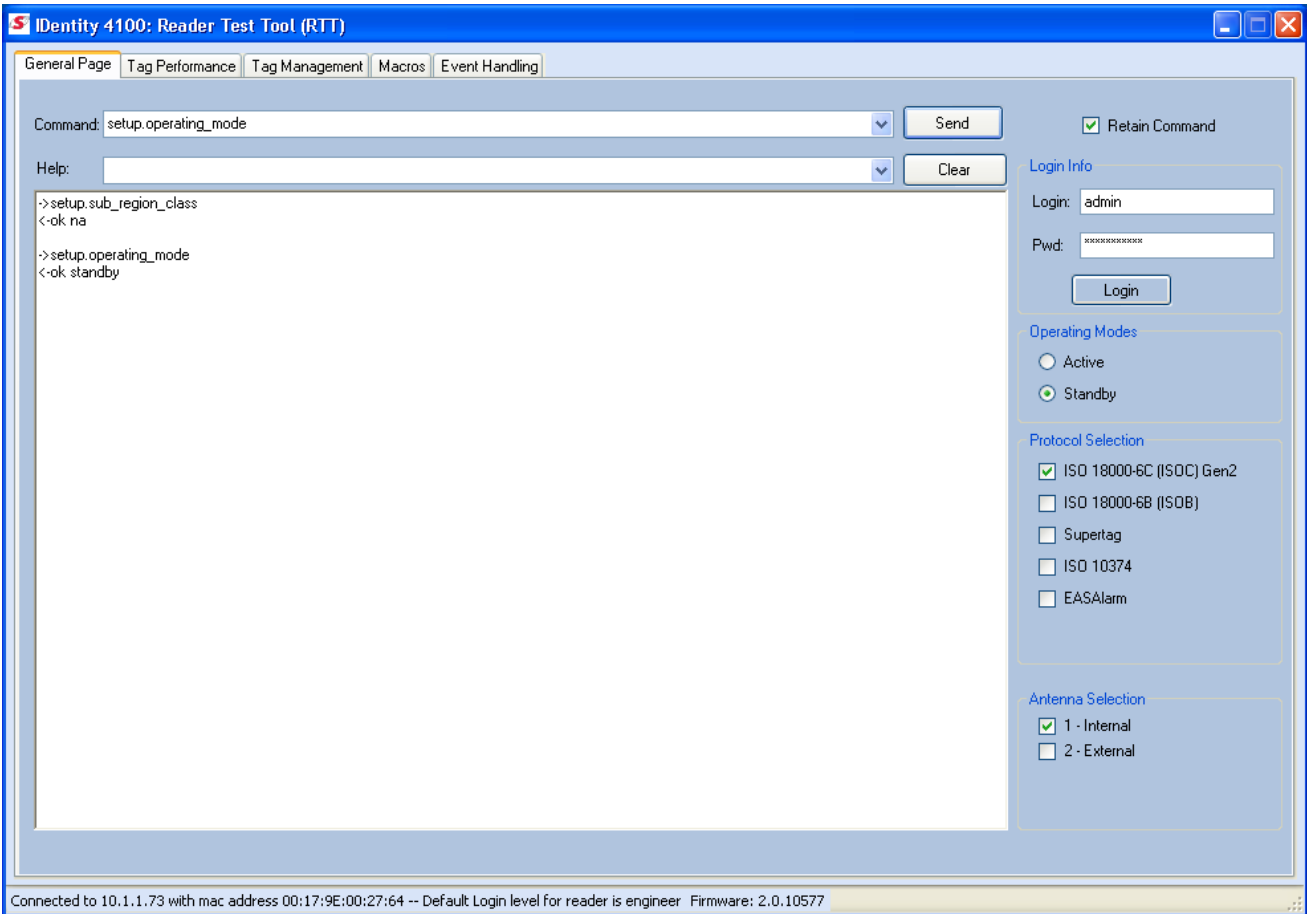 IDentity 4100: Reader Test Tool (RTT)
General Page Tag Performance Tag Management Macros Event Handling
Command: setup.operating_mode Send Retain Command
Help: Clear
->setup.sub_region_class
<-ok na
->setup.operating_mode
<-ok standby
Login Info
Login: admin
Pwd: ***********
Login
Operating Modes
Active
Standby
Protocol Selection
ISO 18000-6C (ISOC) Gen2
ISO 18000-6B (ISOB)
Supertag
ISO 10374
EASAlarm
Antenna Selection
1 - Internal
2 - External
Connected to 10.1.1.73 with mac address 00:17:9E:00:27:64 -- Default Login level for reader is engineer Firmware: 2.0.10577